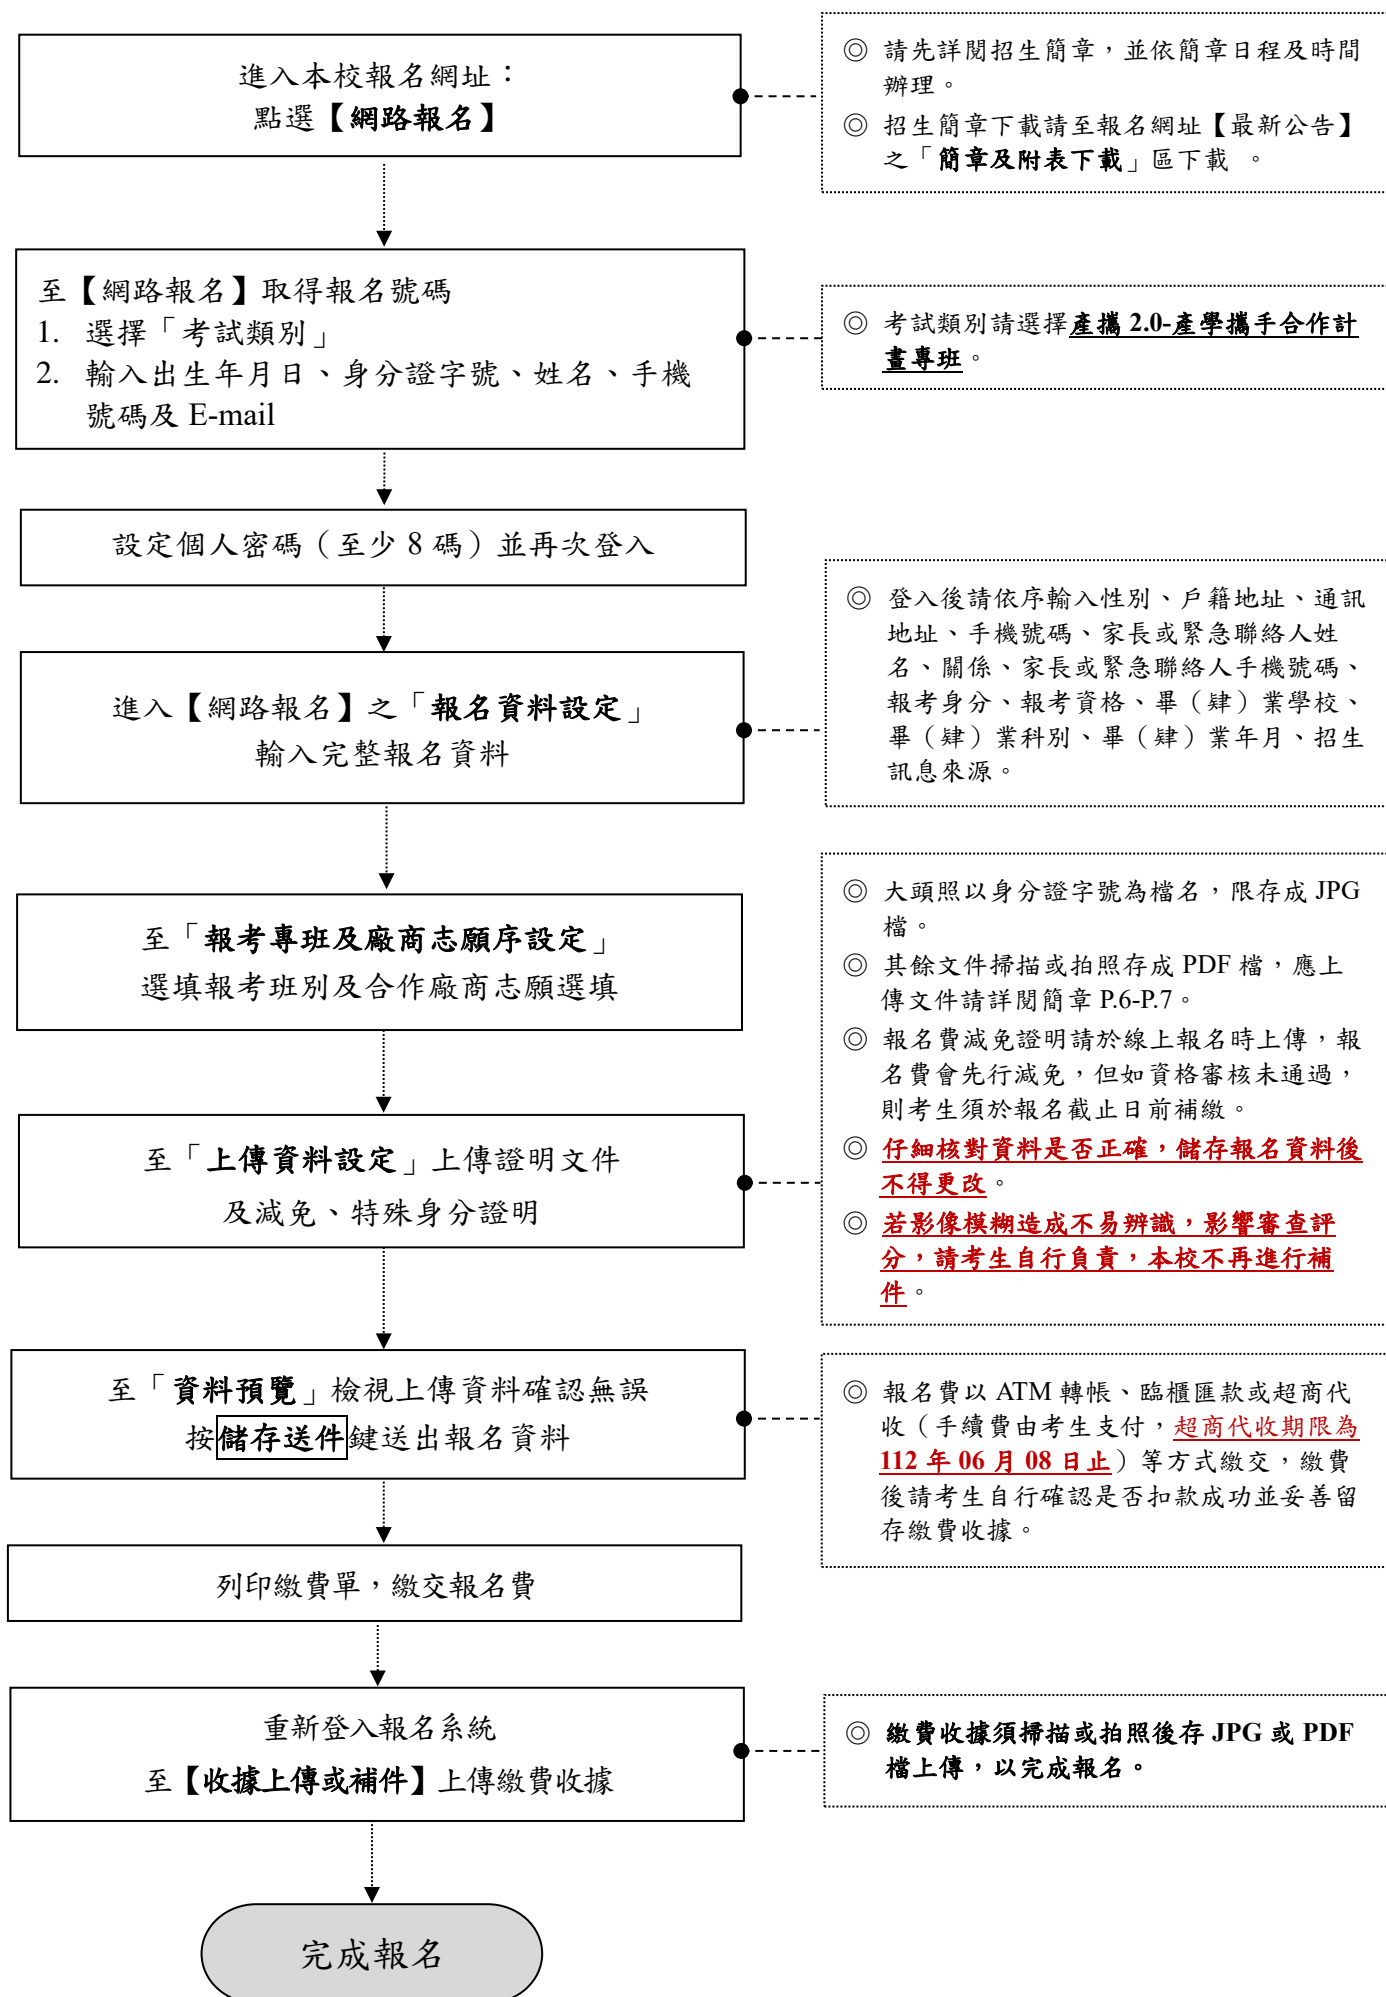 進入本校報名網址：
點選【網路報名】
◎ 請先詳閱招生簡章，並依簡章日程及時間
辦理。
◎ 招生簡章下載請至報名網址【最新公告】
之「簡章及附表下載」區下載 。
至【網路報名】取得報名號碼
1. 選擇「考試類別」
2. 輸入出生年月日、身分證字號、姓名、手機
號碼及 E-mail
◎ 考試類別請選擇產攜 2.0-產學攜手合作計
畫專班。
設定個人密碼（至少 8 碼）並再次登入
進入【網路報名】之「報名資料設定」
輸入完整報名資料
◎ 登入後請依序輸入性別、戶籍地址、通訊
地址、手機號碼、家長或緊急聯絡人姓
名、關係、家長或緊急聯絡人手機號碼、
報考身分、報考資格、畢（肄）業學校、
畢（肄）業科別、畢（肄）業年月、招生
訊息來源。
至「報考專班及廠商志願序設定」
選填報考班別及合作廠商志願選填
至「上傳資料設定」上傳證明文件
及減免、特殊身分證明
◎ 大頭照以身分證字號為檔名，限存成 JPG
檔。
◎ 其餘文件掃描或拍照存成 PDF 檔，應上
傳文件請詳閱簡章 P.6-P.7。
◎ 報名費減免證明請於線上報名時上傳，報
名費會先行減免，但如資格審核未通過，
則考生須於報名截止日前補繳。
◎ 仔細核對資料是否正確，儲存報名資料後
不得更改。
◎ 若影像模糊造成不易辨識，影響審查評
分，請考生自行負責，本校不再進行補
件。
至「資料預覽」檢視上傳資料確認無誤
按儲存送件鍵送出報名資料
◎ 報名費以 ATM 轉帳、臨櫃匯款或超商代
收（手續費由考生支付，超商代收期限為
112 年 06 月 08 日止）等方式繳交，繳費
後請考生自行確認是否扣款成功並妥善留
存繳費收據。
列印繳費單，繳交報名費
重新登入報名系統
至【收據上傳或補件】上傳繳費收據
◎ 繳費收據須掃描或拍照後存 JPG 或 PDF
檔上傳，以完成報名。
完成報名